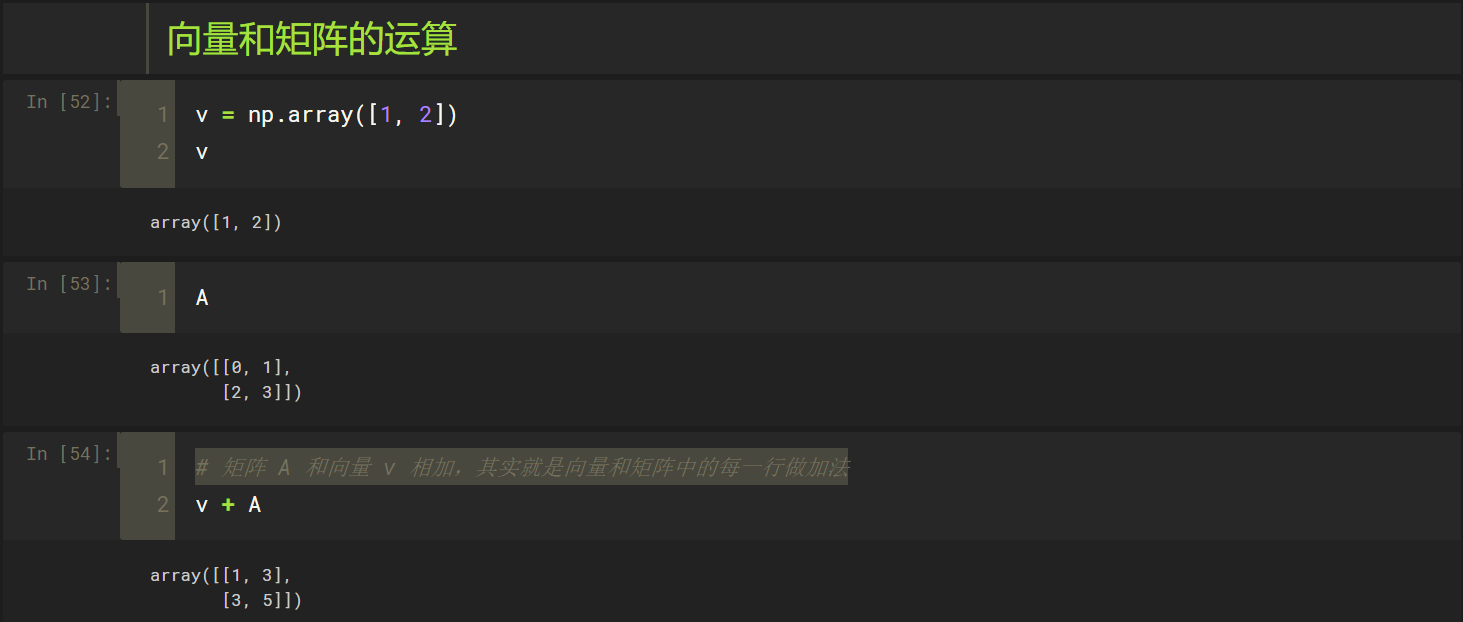 向量和矩阵的运算
In [52]:
1 v = np.array([1, 2])
2 v
array([1, 2])
In [53]:
1 A
array([[0, 1],
       [2, 3]])
In [54]:
1 # 矩阵 A 和向量 v 相加，其实就是向量和矩阵中的每一行做加法
2 v + A
array([[1, 3],
       [3, 5]])